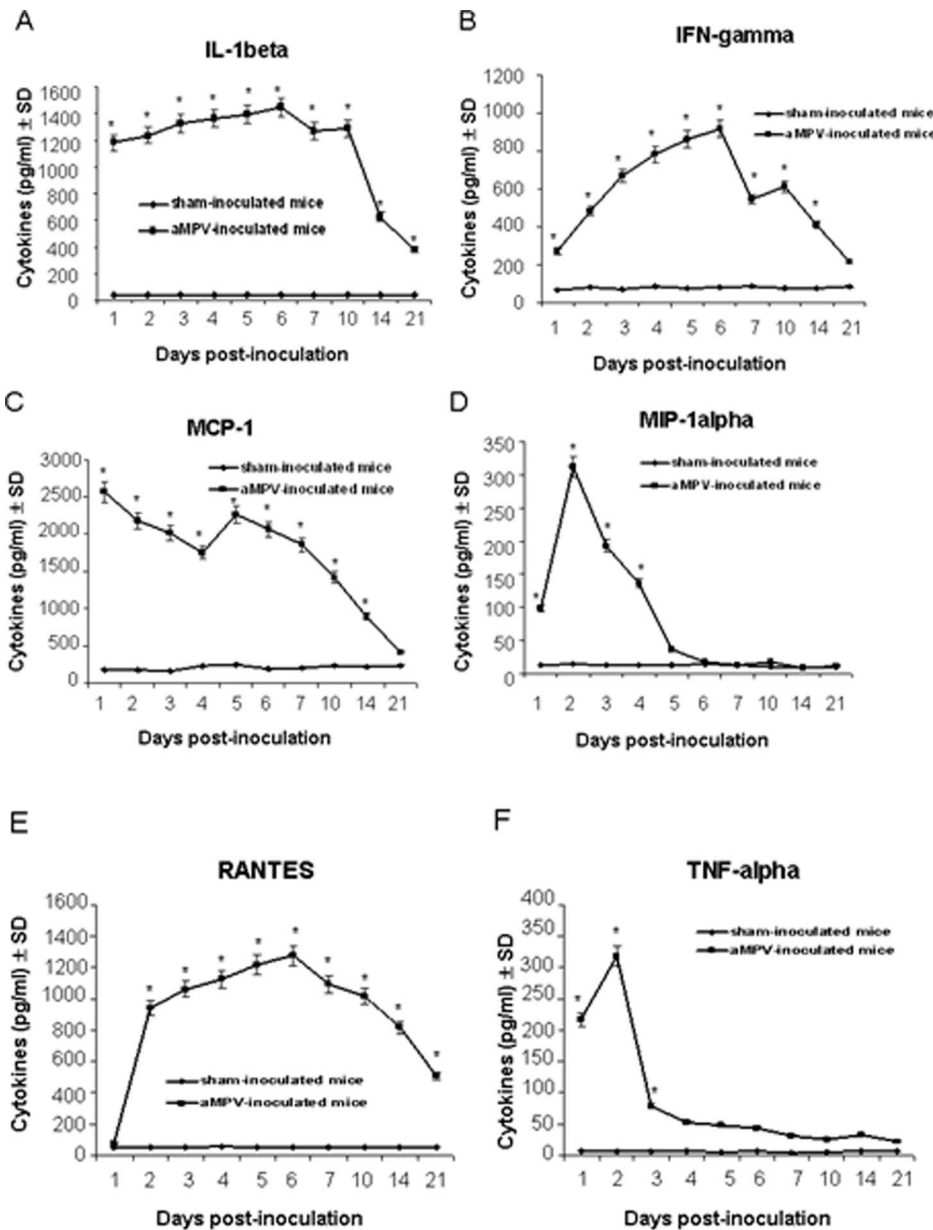 A
IL-1beta
Cytokines (pg/ml) ± SD
1600
1400
1200
1000
800
600
400
200
0
* * * * * * * * * *
sham-inoculated mice
aMPV-inoculated mice
1 2 3 4 5 6 7 10 14 21
Days post-inoculation
B
IFN-gamma
Cytokines (pg/ml) ± SD
1200
1000
800
600
400
200
0
* * * * * * * * *
sham-inoculated mice
aMPV-inoculated mice
1 2 3 4 5 6 7 10 14 21
Days post-inoculation
C
MCP-1
Cytokines (pg/ml) ± SD
3000
2500
2000
1500
1000
500
0
* * * * * * * * *
sham-inoculated mice
aMPV-inoculated mice
1 2 3 4 5 6 7 10 14 21
Days post-inoculation
D
MIP-1alpha
Cytokines (pg/ml) ± SD
350
300
250
200
150
100
50
0
* * * *
sham-inoculated mice
aMPV-inoculated mice
1 2 3 4 5 6 7 10 14 21
Days post-inoculation
E
RANTES
Cytokines (pg/ml) ± SD
1600
1400
1200
1000
800
600
400
200
0
* * * * * * * * *
sham-inoculated mice
aMPV-inoculated mice
1 2 3 4 5 6 7 10 14 21
Days post-inoculation
F
TNF-alpha
Cytokines (pg/ml) ± SD
400
350
300
250
200
150
100
50
0
* * *
sham-inoculated mice
aMPV-inoculated mice
1 2 3 4 5 6 7 10 14 21
Days post-inoculation